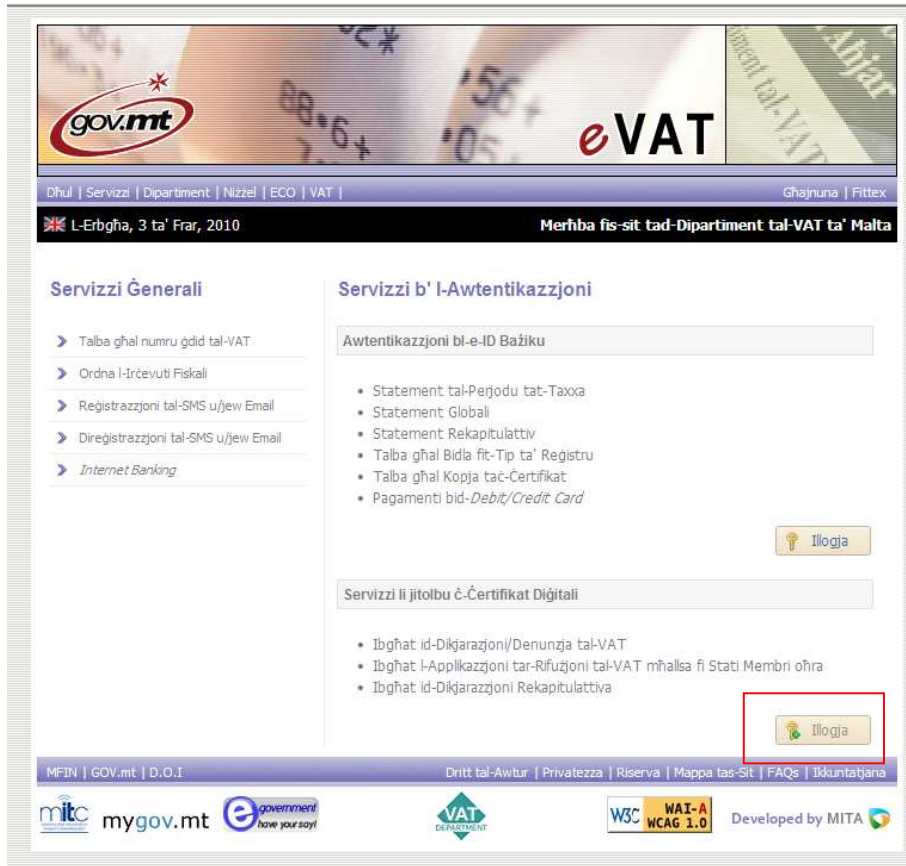 gov.mt
eVAT
Dħul | Servizzi | Dipartiment | Niżżel | ECO | VAT |
Għajnuna | Fittex
L-Erbgħa, 3 ta' Frar, 2010
Merħba fis-sit tad-Dipartiment tal-VAT ta' Malta
Servizzi Ġenerali
Talba għal numru ġdid tal-VAT
Ordna l-Irċevuti Fiskali
Reġistrazzjoni tal-SMS u/jew Email
Direġistrazzjoni tal-SMS u/jew Email
Internet Banking
Servizzi b' l-Awtentikazzjoni
Awtentikazzjoni bl-e-ID Bażiku
Statement tal-Perjodu tat-Taxxa
Statement Globali
Statement Rekapitulattiv
Talba għal Bidla fit-Tip ta' Reġistru
Talba għal Kopja taċ-Ċertifikat
Pagamenti bid-Debit/Credit Card
Illogja
Servizzi li jitolbu ċ-Ċertifikat Diġitali
Ibgħat id-Dikjarazjoni/Denunzja tal-VAT
Ibgħat l-Applikazzjoni tar-Rifużjoni tal-VAT mħallsa fi Stati Membri oħra
Ibgħat id-Dikjarazzjoni Rekapitulattiva
Illogja
MFIN | GOV.mt | D.O.I
Dritt tal-Awtur | Privatezza | Riserva | Mappa tas-Sit | FAQs | Ikkuntatjana
mitc
mygov.mt
e government
have your say!
VAT
DEPARTMENT
W3C WAI-A
WCAG 1.0
Developed by MITA